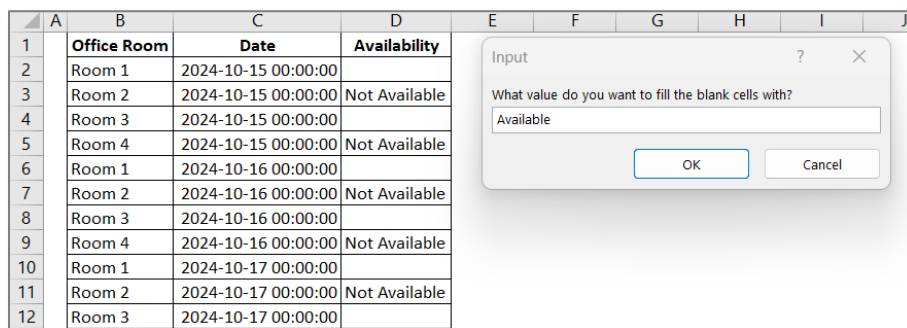 A B C D E F G H I J
1 Office Room Date Availability
2 Room 1 2024-10-15 00:00:00
3 Room 2 2024-10-15 00:00:00 Not Available
4 Room 3 2024-10-15 00:00:00
5 Room 4 2024-10-15 00:00:00 Not Available
6 Room 1 2024-10-16 00:00:00
7 Room 2 2024-10-16 00:00:00 Not Available
8 Room 3 2024-10-16 00:00:00
9 Room 4 2024-10-16 00:00:00 Not Available
10 Room 1 2024-10-17 00:00:00
11 Room 2 2024-10-17 00:00:00 Not Available
12 Room 3 2024-10-17 00:00:00
Input ?
What value do you want to fill the blank cells with?
Available
OK Cancel